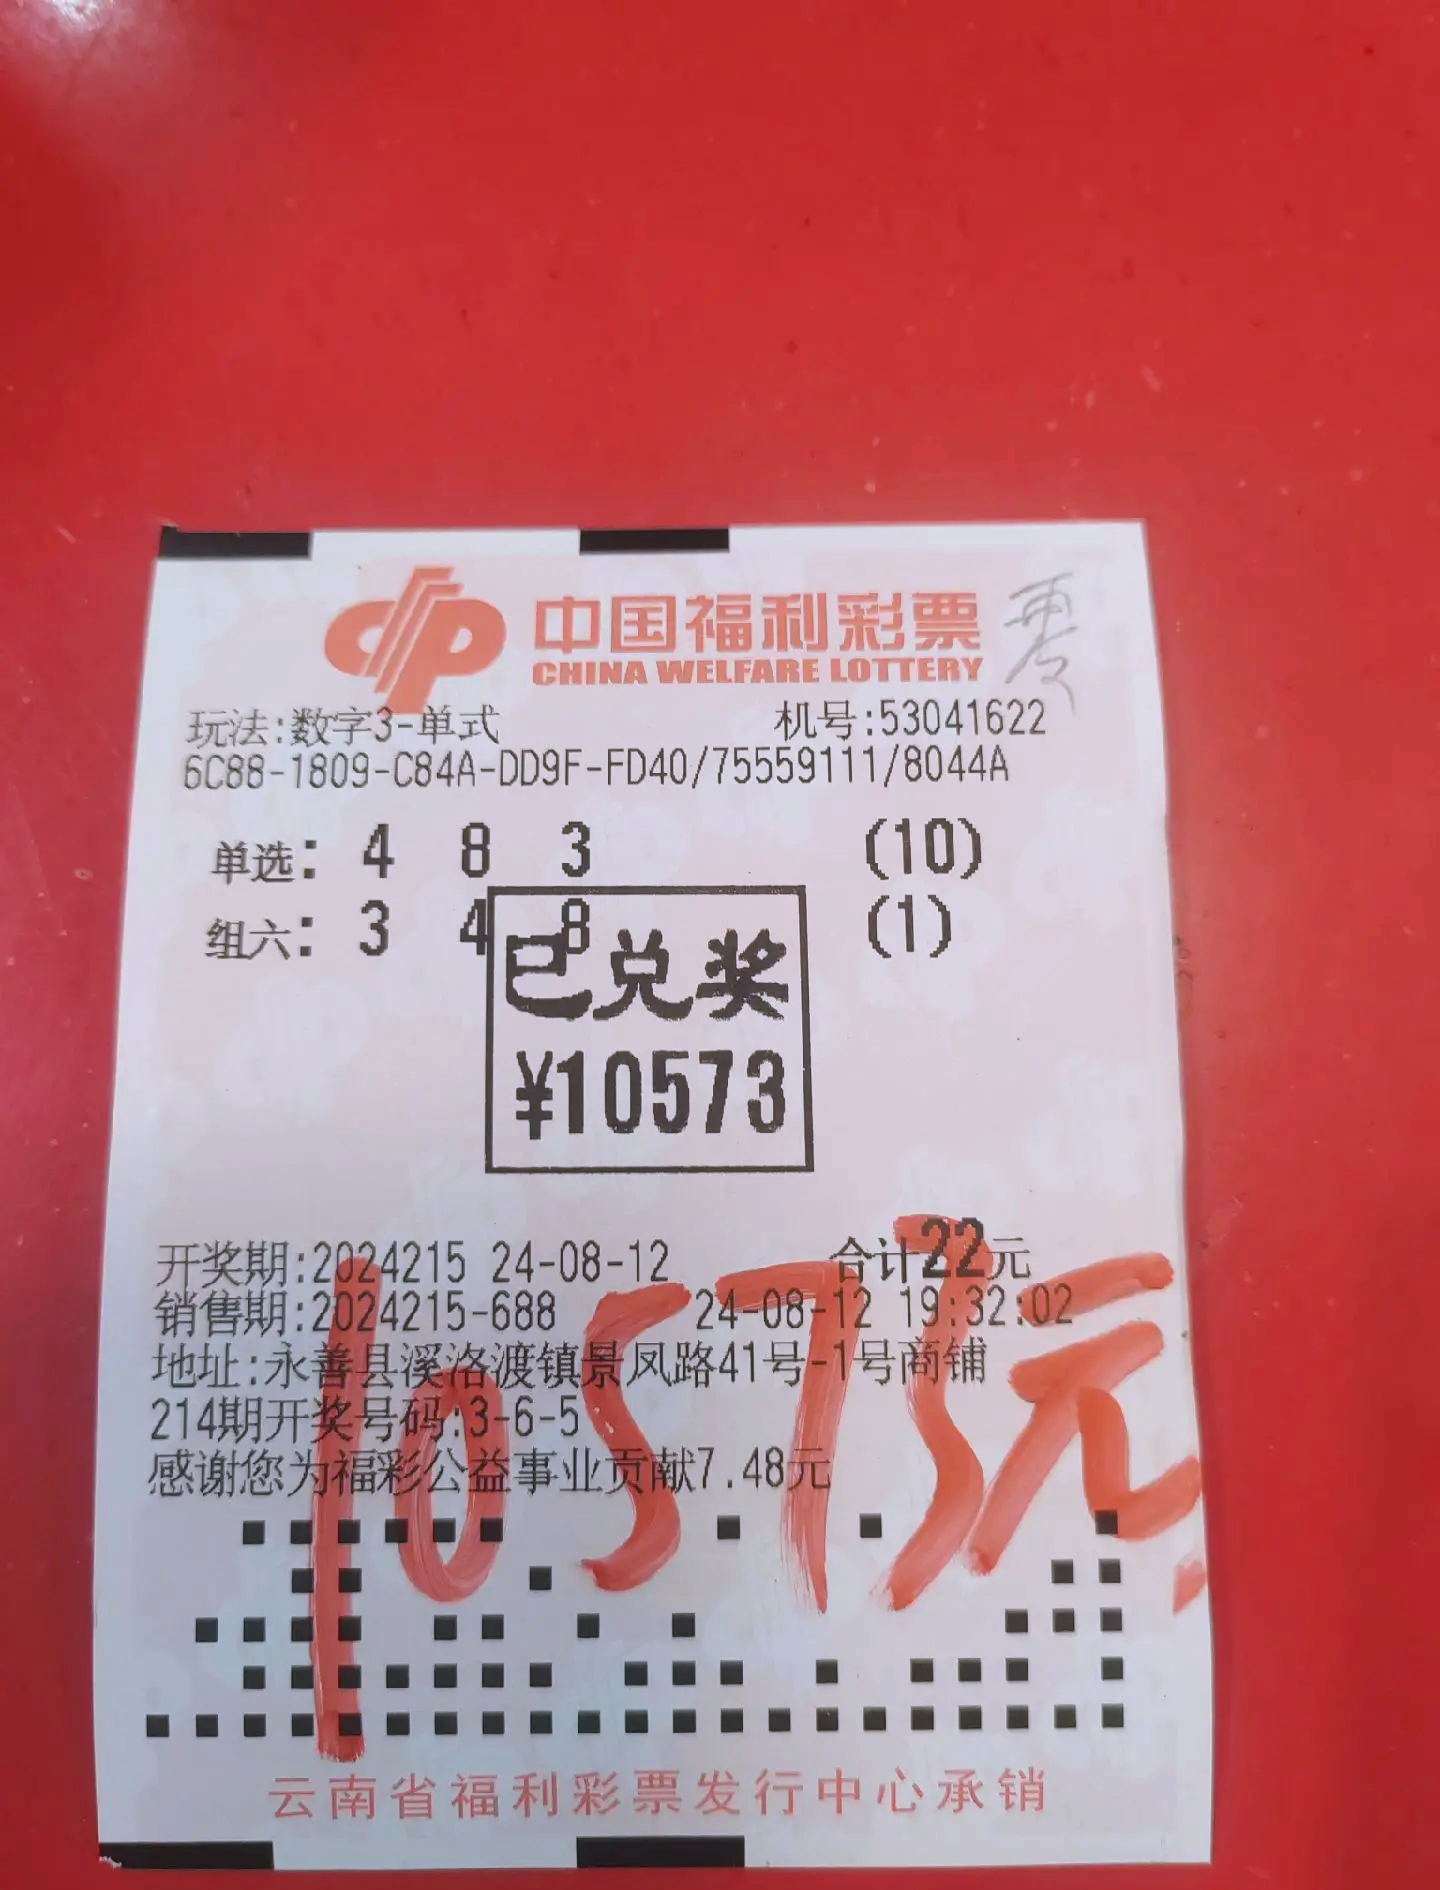 中国福利彩票
CHINA WELFARE LOTTERY
玩法:数字3-单式 机号:53041622
6C88-1809-C84A-DD9F-FD40/75559111/8044A
单选: 4 8 3 (10)
组六: 3 4 8 (1)
已兑奖
¥10573
开奖期:2024215 24-08-12 合计22元
销售期:2024215-688 24-08-12 19:32:02
地址:永善县溪洛渡镇景凤路41号-1号商铺
214期开奖号码:3-6-5
感谢您为福彩公益事业贡献7.48元
10573元
云南省福利彩票发行中心承销